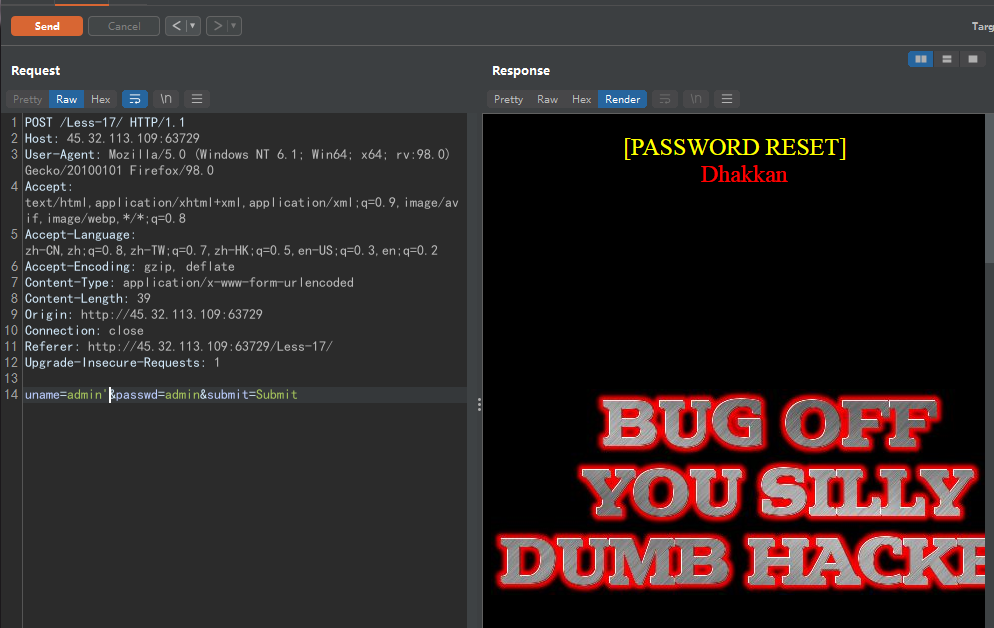 Send
Cancel
< ▼
> ▼
Targ
Request
Pretty
Raw
Hex
\n
1 POST /Less-17/ HTTP/1.1
2 Host: 45.32.113.109:63729
3 User-Agent: Mozilla/5.0 (Windows NT 6.1; Win64; x64; rv:98.0)
Gecko/20100101 Firefox/98.0
4 Accept:
text/html,application/xhtml+xml,application/xml;q=0.9,image/av
if,image/webp,*/*;q=0.8
5 Accept-Language:
zh-CN,zh;q=0.8,zh-TW;q=0.7,zh-HK;q=0.5,en-US;q=0.3,en;q=0.2
6 Accept-Encoding: gzip, deflate
7 Content-Type: application/x-www-form-urlencoded
8 Content-Length: 39
9 Origin: http://45.32.113.109:63729
10 Connection: close
11 Referer: http://45.32.113.109:63729/Less-17/
12 Upgrade-Insecure-Requests: 1
13
14 uname=admin'&passwd=admin&submit=Submit
Response
Pretty
Raw
Hex
Render
\n
[PASSWORD RESET]
Dhakkan
BUG OFF
YOU SILLY
DUMB HACKE